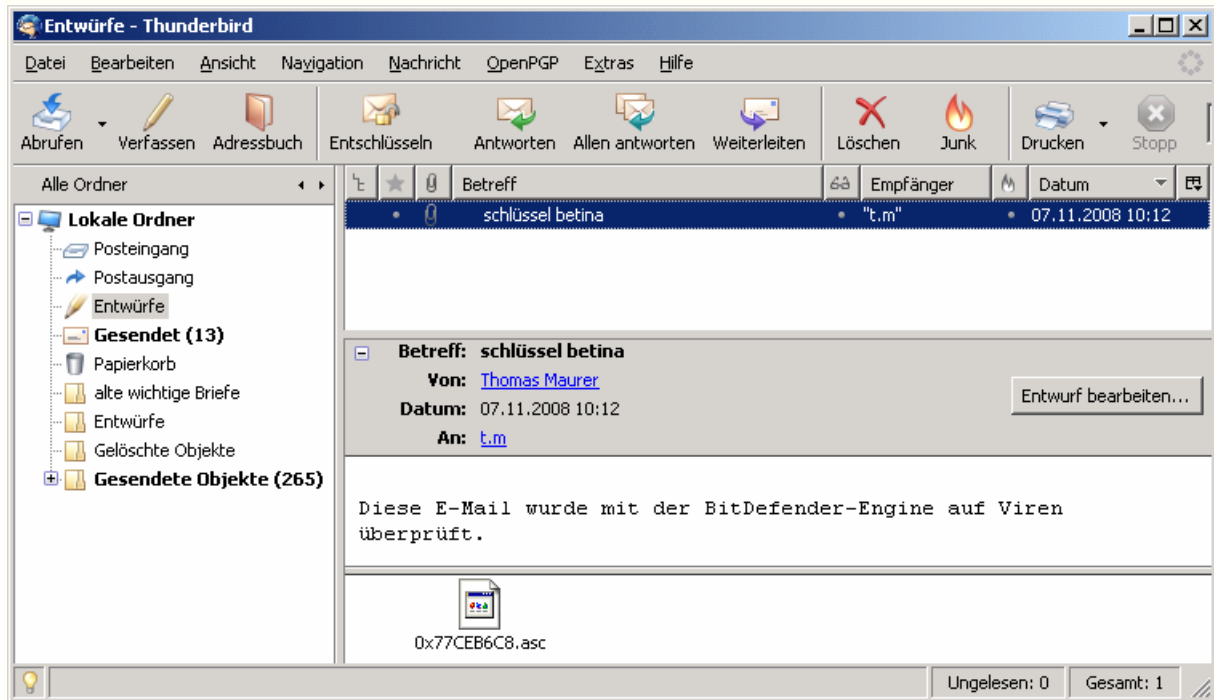 Entwürfe - Thunderbird
Datei Bearbeiten Ansicht Navigation Nachricht OpenPGP Extras Hilfe
Abrufen Verfassen Adressbuch Entschlüsseln Antworten Allen antworten Weiterleiten Löschen Junk Drucken Stopp
Alle Ordner
Betreff Empfänger Datum
schlüssel betina "t.m" 07.11.2008 10:12
Lokale Ordner
Posteingang
Postausgang
Entwürfe
Gesendet (13)
Papierkorb
alte wichtige Briefe
Entwürfe
Gelöschte Objekte
Gesendete Objekte (265)
Betreff: schlüssel betina
Von: Thomas Maurer
Datum: 07.11.2008 10:12
An: t.m
Entwurf bearbeiten...
Diese E-Mail wurde mit der BitDefender-Engine auf Viren
überprüft.
0x77CEB6C8.asc
Ungelesen: 0 Gesamt: 1